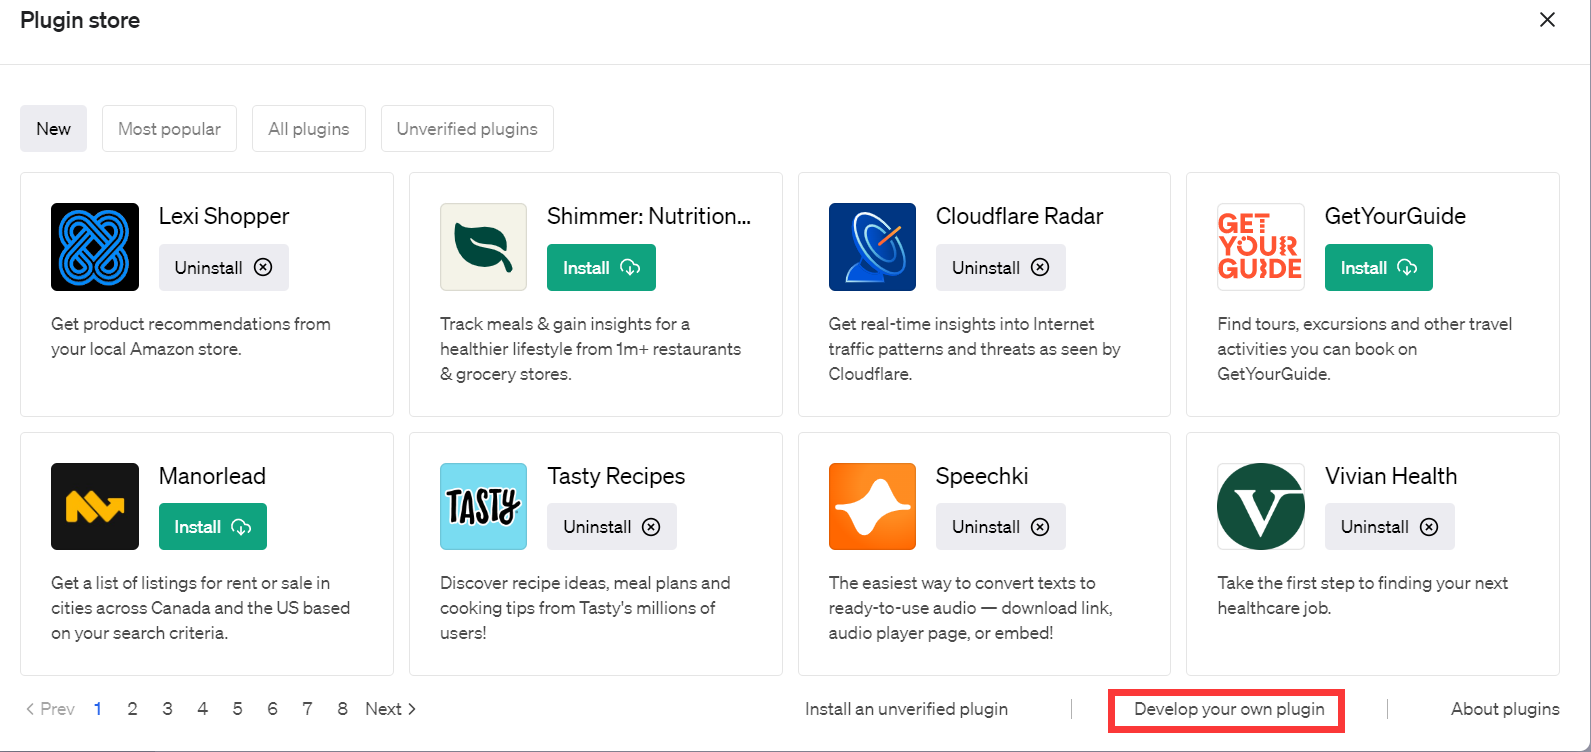 Plugin store
New
Most popular
All plugins
Unverified plugins
Lexi Shopper
Uninstall
Get product recommendations from
your local Amazon store.
Shimmer: Nutrition...
Install
Track meals & gain insights for a
healthier lifestyle from 1m+ restaurants
& grocery stores.
Cloudflare Radar
Uninstall
Get real-time insights into Internet
traffic patterns and threats as seen by
Cloudflare.
GET
YOUR
GUIDE
GetYourGuide
Install
Find tours, excursions and other travel
activities you can book on
GetYourGuide.
Manorlead
Install
Get a list of listings for rent or sale in
cities across Canada and the US based
on your search criteria.
TASTY
Tasty Recipes
Uninstall
Discover recipe ideas, meal plans and
cooking tips from Tasty's millions of
users!
Speechki
Uninstall
The easiest way to convert texts to
ready-to-use audio — download link,
audio player page, or embed!
V
Vivian Health
Uninstall
Take the first step to finding your next
healthcare job.
Prev 1 2 3 4 5 6 7 8 Next
Install an unverified plugin
Develop your own plugin
About plugins